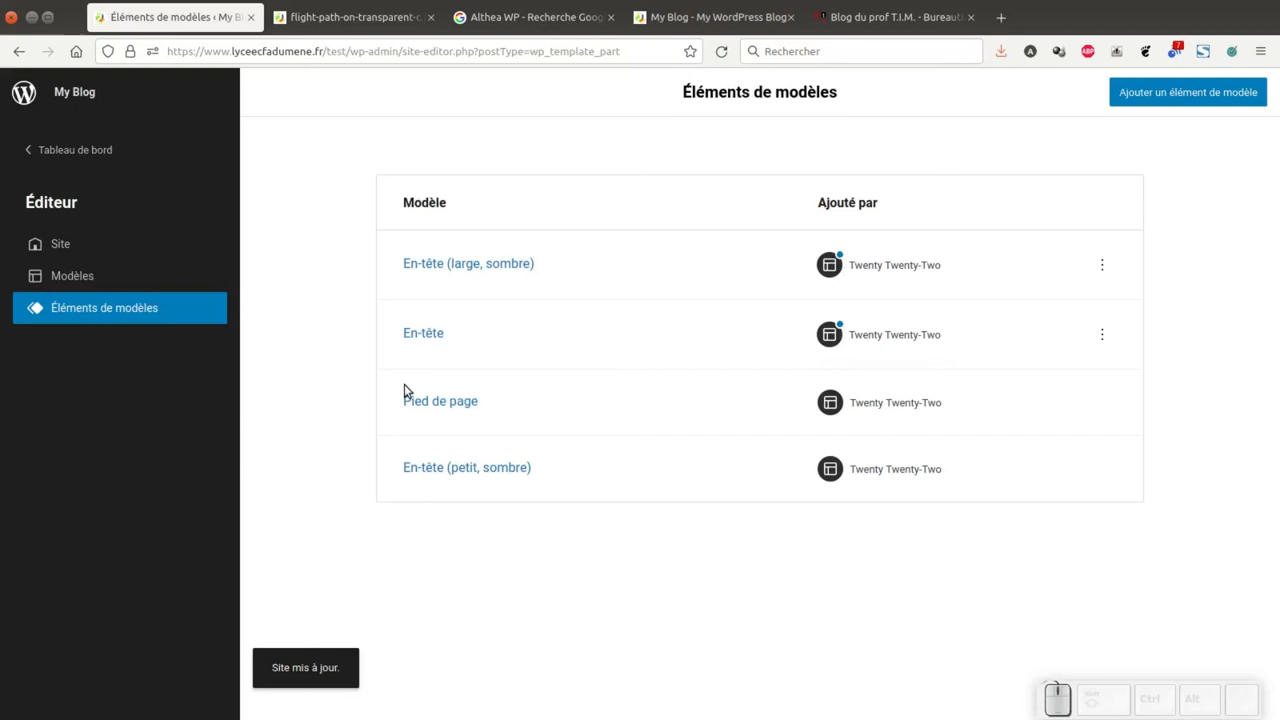 Éléments de modèles ‹ My Bl
flight-path-on-transparent-c
Althea WP - Recherche Goog
My Blog - My WordPress Blog
Blog du prof T.I.M. - Bureauti
https://www.lyceecfadumene.fr/test/wp-admin/site-editor.php?postType=wp_template_part
Rechercher
ABP
7
My Blog
Éléments de modèles
Ajouter un élément de modèle
Tableau de bord
Éditeur
Site
Modèles
Éléments de modèles
Modèle
Ajouté par
En-tête (large, sombre)
Twenty Twenty-Two
En-tête
Twenty Twenty-Two
Pied de page
Twenty Twenty-Two
En-tête (petit, sombre)
Twenty Twenty-Two
Site mis à jour.
Ctrl
Alt